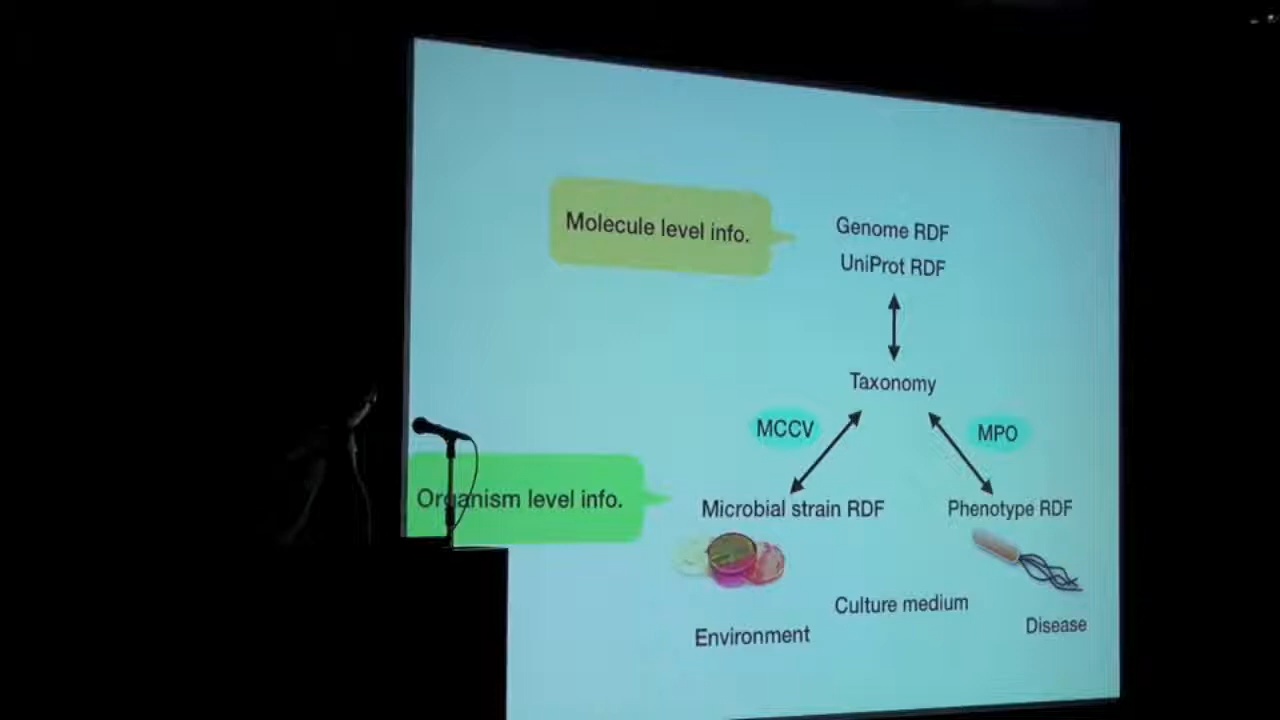 Molecule level info.
Genome RDF
UniProt RDF
Taxonomy
MCCV
MPO
Organism level info.
Microbial strain RDF
Phenotype RDF
Culture medium
Environment
Disease